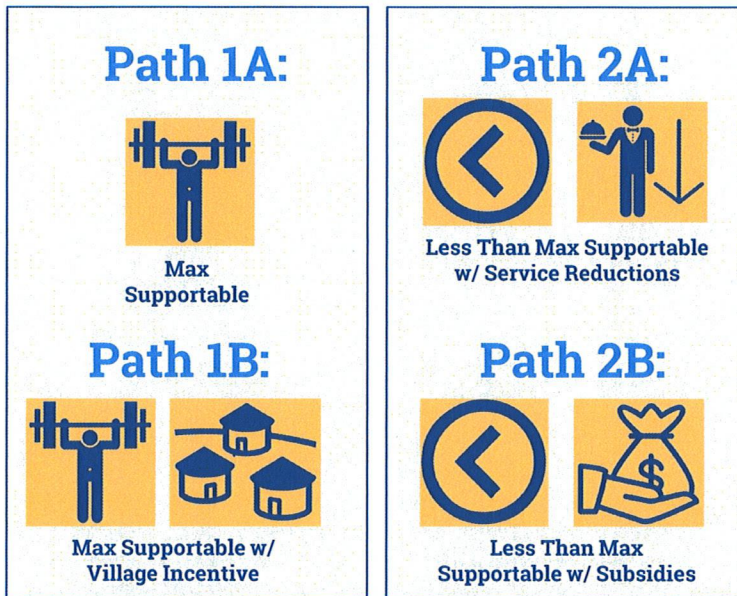 Path 1A:
Max
Supportable
Path 1B:
Max Supportable w/
Village Incentive
Path 2A:
Less Than Max Supportable
w/ Service Reductions
Path 2B:
$
Less Than Max
Supportable w/ Subsidies